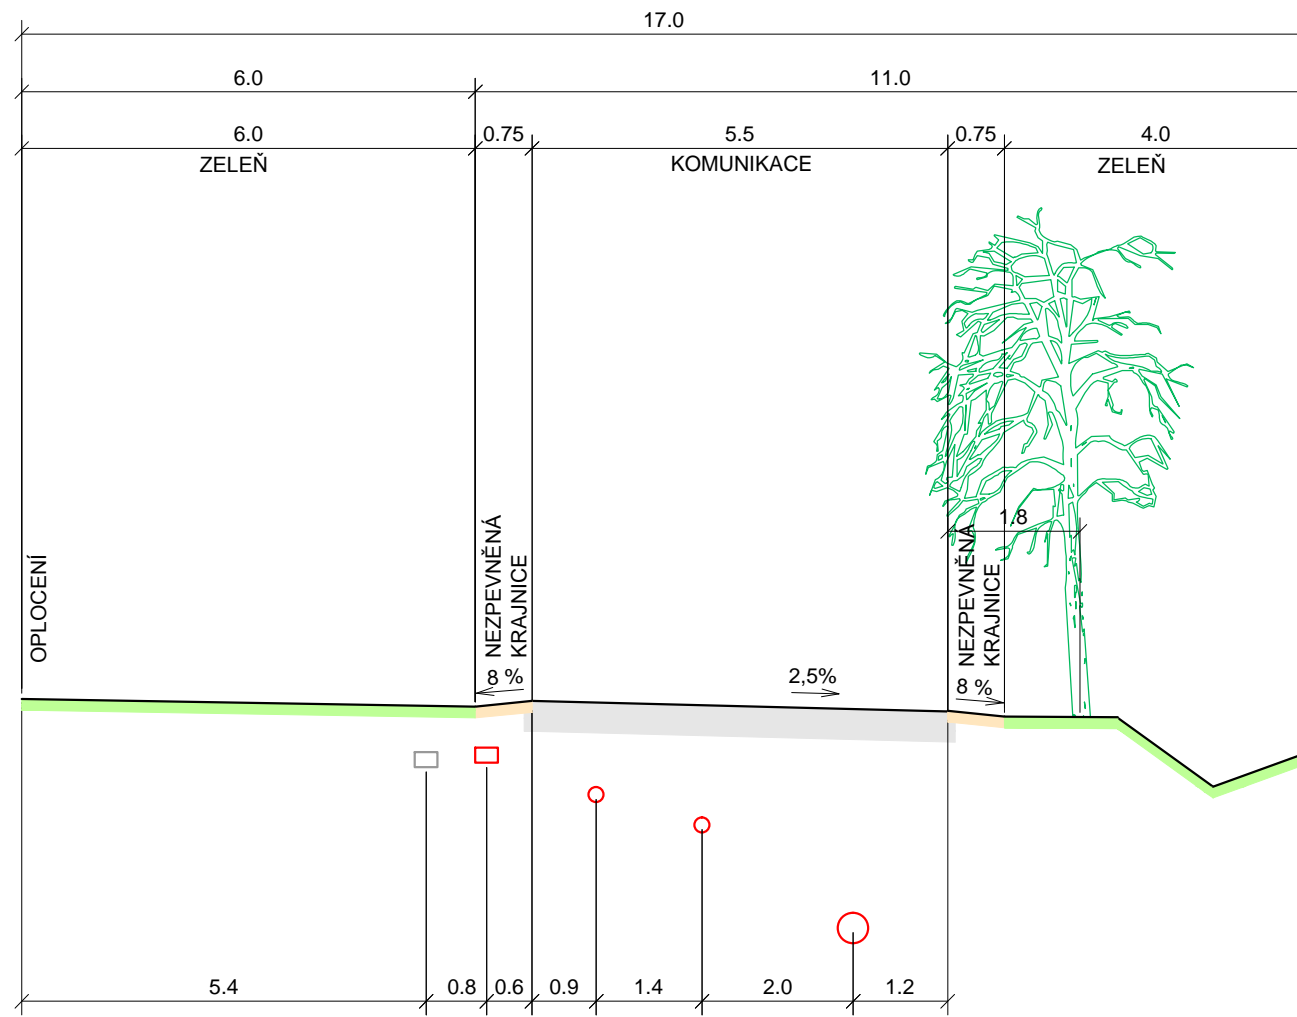 17.0
6.0
11.0
6.0
0.75
5.5
0.75
4.0
ZELEŇ
KOMUNIKACE
ZELEŇ
1.8
OPLOCENÍ
NEZPEVNĚNÁ
KRAJNICE
NEZPEVNĚNÁ
KRAJNICE
8 %
2,5%
8 %
5.4
0.8
0.6
0.9
1.4
2.0
1.2